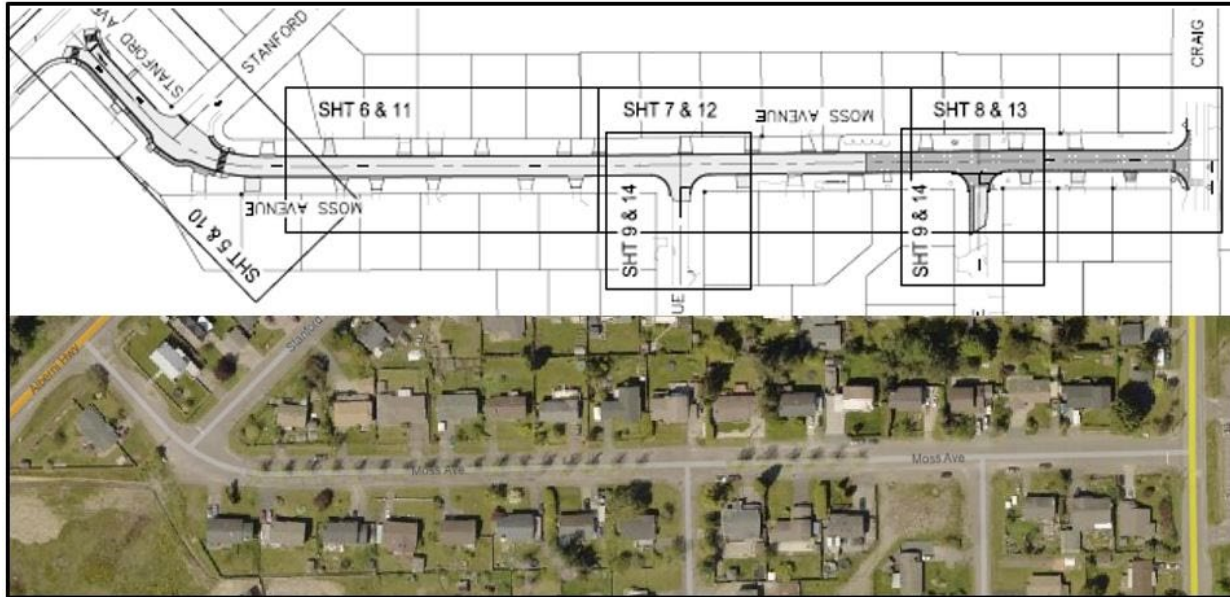 STANFORD AVE
STANFORD
CRAIG
SHT 6 & 11
SHT 7 & 12
MOSS AVENUE
SHT 8 & 13
MOSS AVENUE
SHT 5 & 10
SHT 9 & 14
SHT 9 & 14
UE
E
Alberni Hwy
Stanford
Moss Ave
Moss Ave